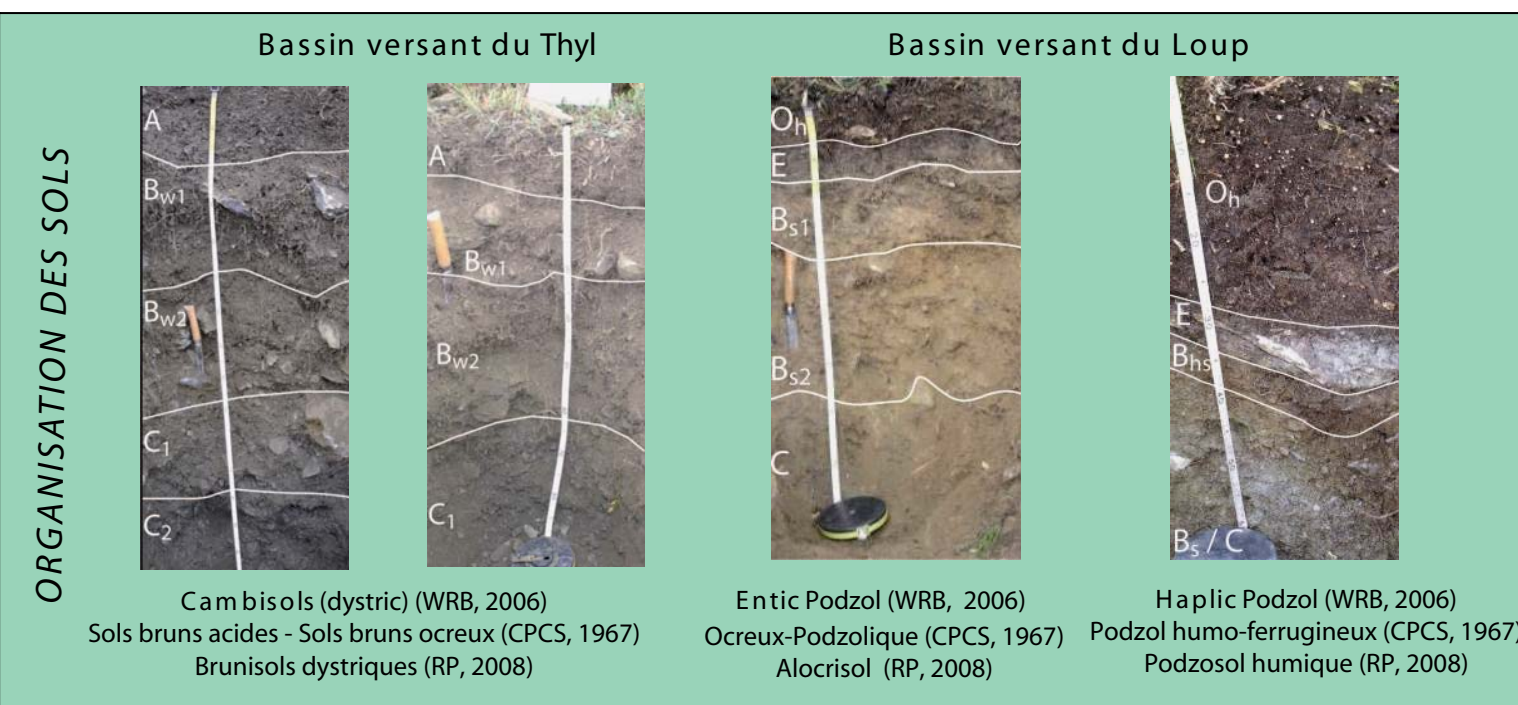 Bassin versant du Thyl
Bassin versant du Loup
ORGANISATION DES SOLS
A
Bw1
Bw2
C1
C2
A
Bw1
Bw2
C1
Oh
E
Bs1
Bs2
C
Oh
E
Bhs
Bs / C
Cambisols (dystric) (WRB, 2006)
Sols bruns acides - Sols bruns ocreux (CPCS, 1967)
Brunisols dystriques (RP, 2008)
Entic Podzol (WRB, 2006)
Ocreux-Podzolique (CPCS, 1967)
Alocrisol (RP, 2008)
Haplic Podzol (WRB, 2006)
Podzol humo-ferrugineux (CPCS, 1967)
Podzosol humique (RP, 2008)